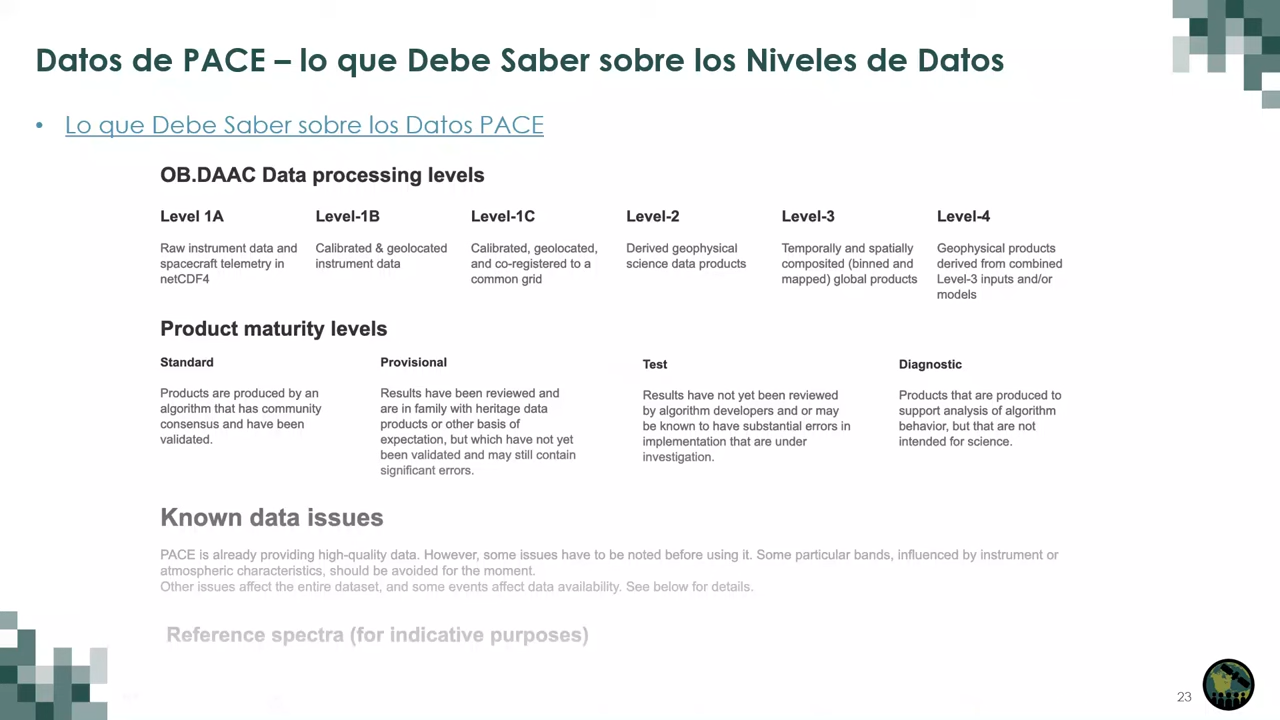 Datos de PACE – lo que Debe Saber sobre los Niveles de Datos
• Lo que Debe Saber sobre los Datos PACE
OB.DAAC Data processing levels
Level 1A
Raw instrument data and
spacecraft telemetry in
netCDF4
Level-1B
Calibrated & geolocated
instrument data
Level-1C
Calibrated, geolocated,
and co-registered to a
common grid
Level-2
Derived geophysical
science data products
Level-3
Temporally and spatially
composited (binned and
mapped) global products
Level-4
Geophysical products
derived from combined
Level-3 inputs and/or
models
Product maturity levels
Standard
Products are produced by an
algorithm that has community
consensus and have been
validated.
Provisional
Results have been reviewed and
are in family with heritage data
products or other basis of
expectation, but which have not yet
been validated and may still contain
significant errors.
Test
Results have not yet been reviewed
by algorithm developers and or may
be known to have substantial errors in
implementation that are under
investigation.
Diagnostic
Products that are produced to
support analysis of algorithm
behavior, but that are not
intended for science.
Known data issues
PACE is already providing high-quality data. However, some issues have to be noted before using it. Some particular bands, influenced by instrument or
atmospheric characteristics, should be avoided for the moment.
Other issues affect the entire dataset, and some events affect data availability. See below for details.
Reference spectra (for indicative purposes)
23